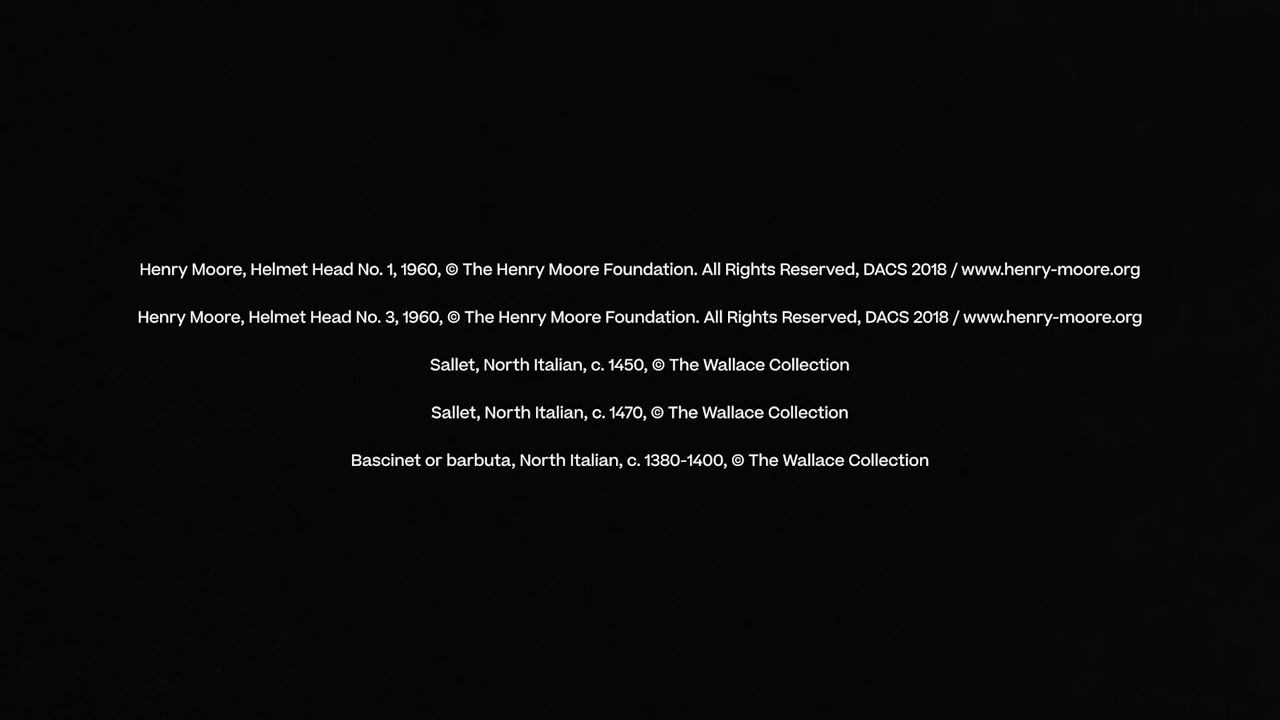 Henry Moore, Helmet Head No. 1, 1960, © The Henry Moore Foundation. All Rights Reserved, DACS 2018 / www.henry-moore.org
Henry Moore, Helmet Head No. 3, 1960, © The Henry Moore Foundation. All Rights Reserved, DACS 2018 / www.henry-moore.org
Sallet, North Italian, c. 1450, © The Wallace Collection
Sallet, North Italian, c. 1470, © The Wallace Collection
Bascinet or barbuta, North Italian, c. 1380-1400, © The Wallace Collection